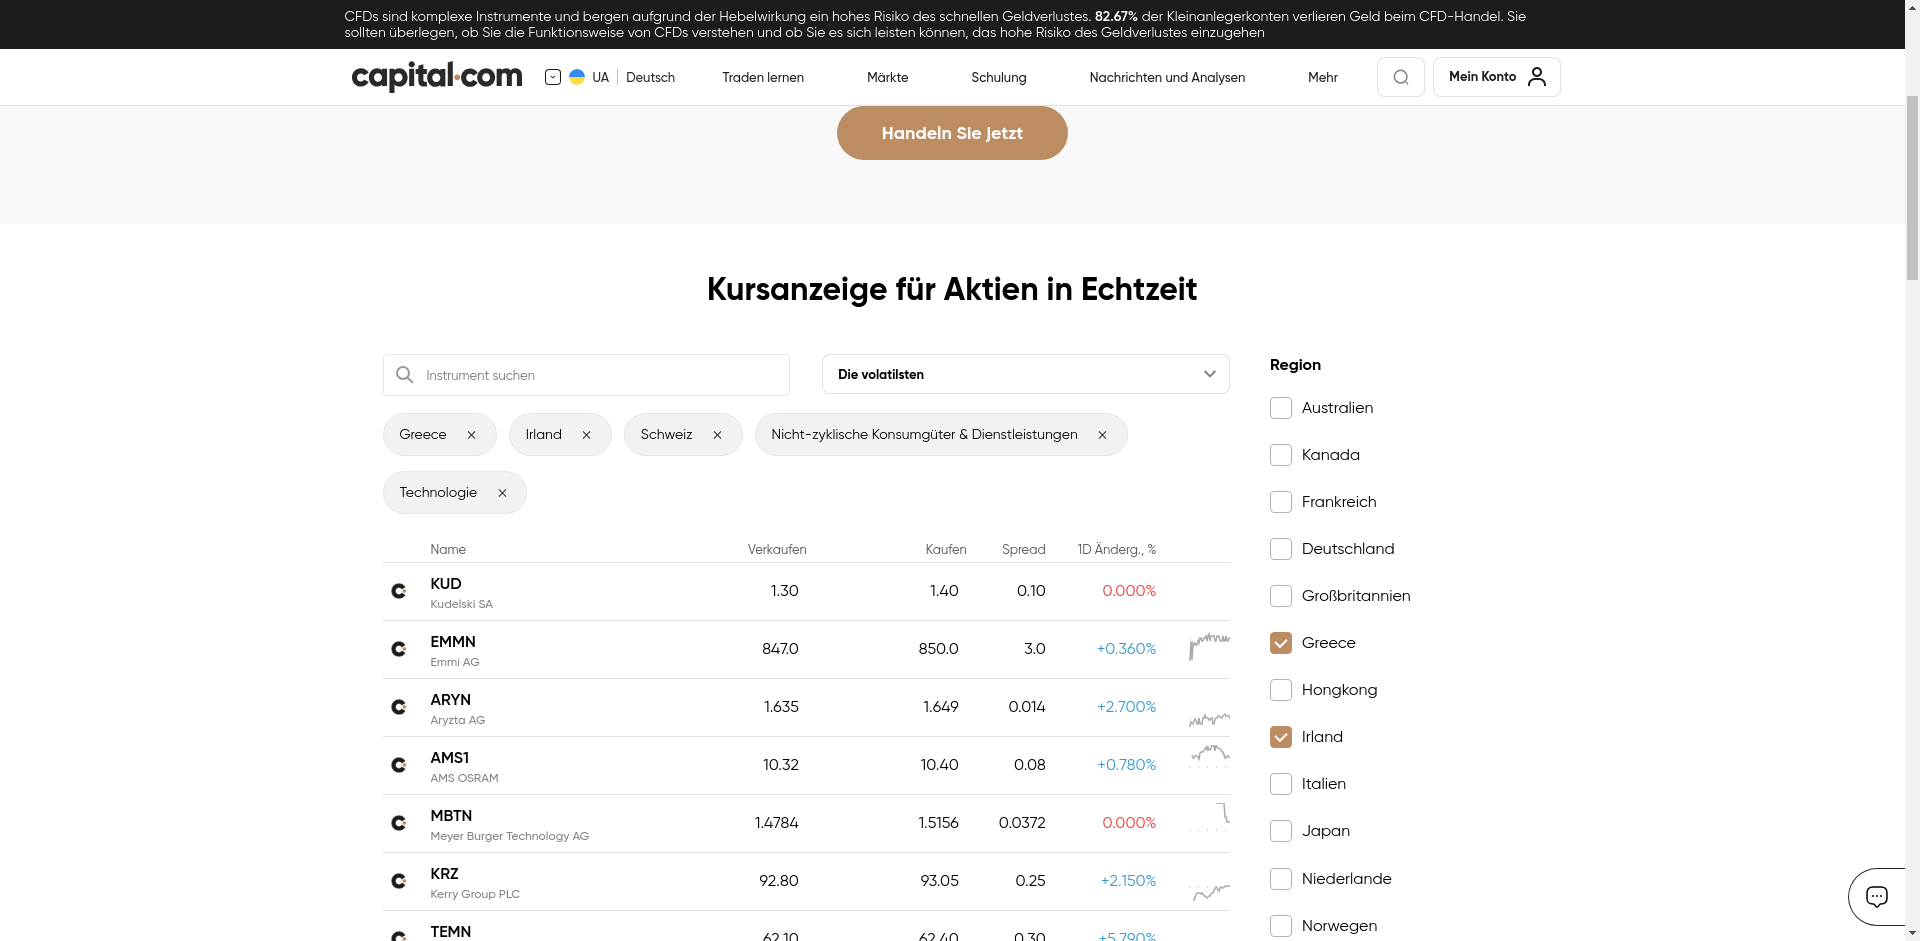 CFDs sind komplexe Instrumente und bergen aufgrund der Hebelwirkung ein hohes Risiko des schnellen Geldverlustes. 82.67% der Kleinanlegerkonten verlieren Geld beim CFD-Handel. Sie
sollten überlegen, ob Sie die Funktionsweise von CFDs verstehen und ob Sie es sich leisten können, das hohe Risiko des Geldverlustes einzugehen
capital.com UA Deutsch Traden lernen Märkte Schulung Nachrichten und Analysen Mehr Mein Konto
Handeln Sie jetzt
Kursanzeige für Aktien in Echtzeit
Instrument suchen
Die volatilsten
Greece
Irland
Schweiz
Nicht-zyklische Konsumgüter & Dienstleistungen
Technologie
Name Verkaufen Kaufen Spread 1D Änderg., %
KUD 1.30 1.40 0.10 0.000%
Kudelski SA
EMMN 847.0 850.0 3.0 +0.360%
Emmi AG
ARYN 1.635 1.649 0.014 +2.700%
Aryzta AG
AMS1 10.32 10.40 0.08 +0.780%
AMS OSRAM
MBTN 1.4784 1.5156 0.0372 0.000%
Meyer Burger Technology AG
KRZ 92.80 93.05 0.25 +2.150%
Kerry Group PLC
TEMN 62.10 62.40 0.30 +5.790%
Region
Australien
Kanada
Frankreich
Deutschland
Großbritannien
Greece
Hongkong
Irland
Italien
Japan
Niederlande
Norwegen